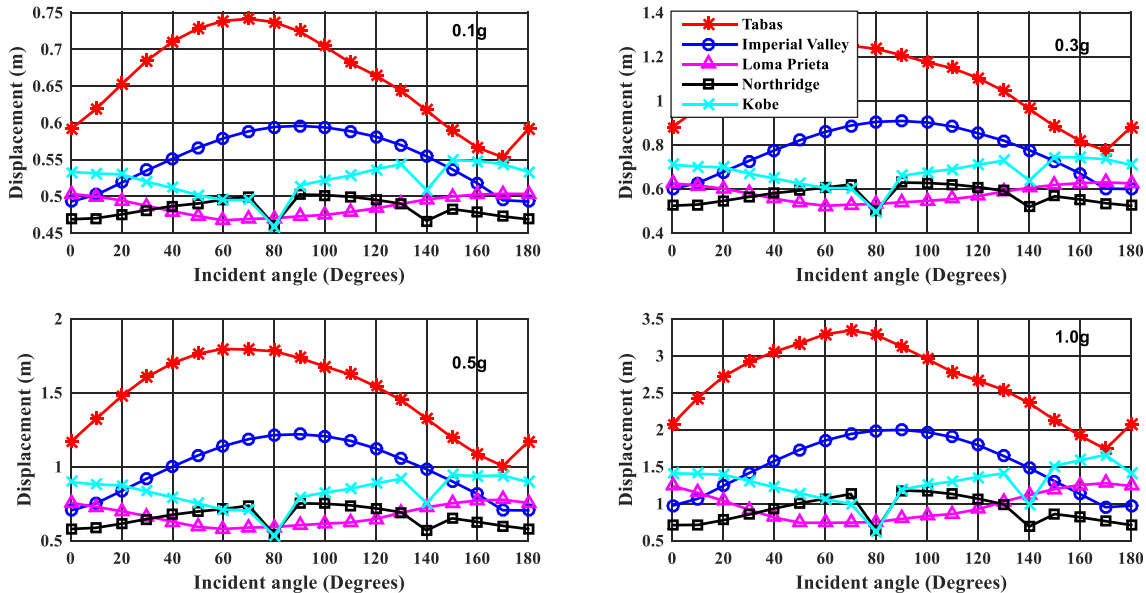 0.75
0.7
0.65
0.6
0.55
0.5
0.45
Displacement (m)
0.1g
0 20 40 60 80 100 120 140 160 180
Incident angle (Degrees)
1.4
1.2
1
0.8
0.6
0.4
Displacement (m)
Tabas
Imperial Valley
Loma Prieta
Northridge
Kobe
0.3g
0 20 40 60 80 100 120 140 160 180
Incident angle (Degrees)
2
1.5
1
0.5
Displacement (m)
0.5g
0 20 40 60 80 100 120 140 160 180
Incident angle (Degrees)
3.5
3
2.5
2
1.5
1
0.5
Displacement (m)
1.0g
0 20 40 60 80 100 120 140 160 180
Incident angle (Degrees)